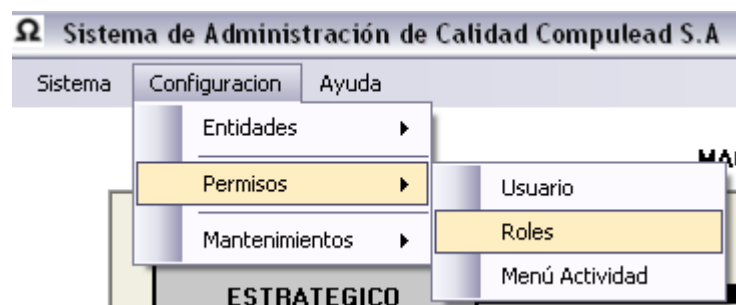 Ω Sistema de Administración de Calidad Compulead S.A
Sistema Configuracion Ayuda
Entidades
Permisos
Mantenimientos
Usuario
Roles
Menú Actividad
ESTRATEGICO